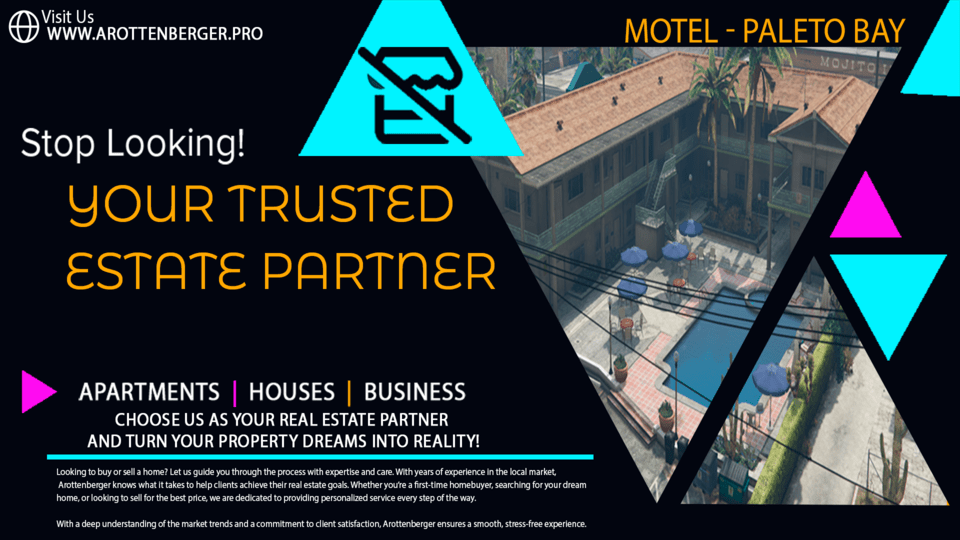 Visit Us
WWW.AROTTENBERGER.PRO
MOTEL - PALETO BAY
MOJITO
Stop Looking!
YOUR TRUSTED
ESTATE PARTNER
APARTMENTS | HOUSES | BUSINESS
CHOOSE US AS YOUR REAL ESTATE PARTNER
AND TURN YOUR PROPERTY DREAMS INTO REALITY!
Looking to buy or sell a home? Let us guide you through the process with expertise and care. With years of experience in the local market,
Arottenberger knows what it takes to help clients achieve their real estate goals. Whether you're a first-time homebuyer, searching for your dream
home, or looking to sell for the best price, we are dedicated to providing personalized service every step of the way.
With a deep understanding of the market trends and a commitment to client satisfaction, Arottenberger ensures a smooth, stress-free experience.